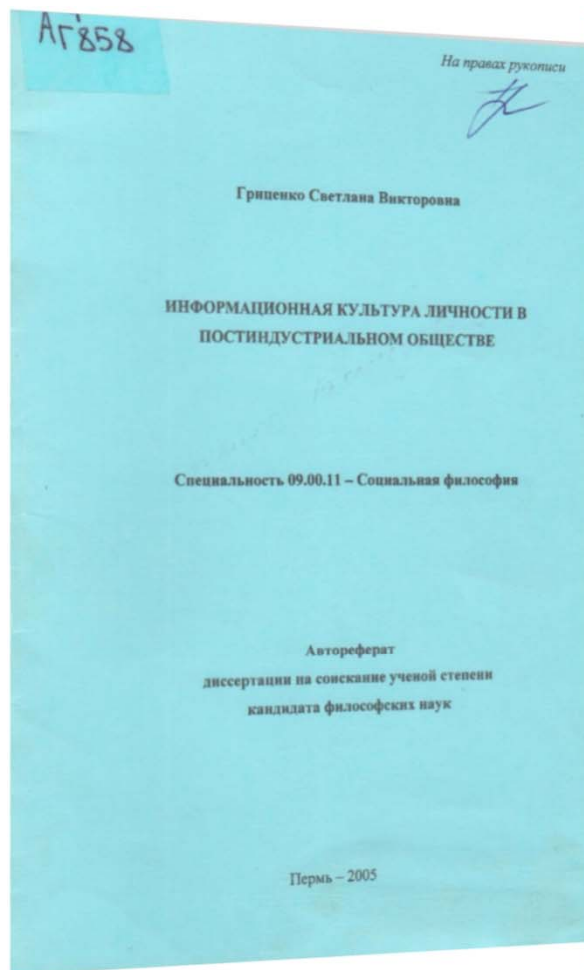 Аг858
На правах рукописи
Гриценко Светлана Викторовна
ИНФОРМАЦИОННАЯ КУЛЬТУРА ЛИЧНОСТИ В
ПОСТИНДУСТРИАЛЬНОМ ОБЩЕСТВЕ
Специальность 09.00.11 – Социальная философия
Автореферат
диссертации на соискание ученой степени
кандидата философских наук
Пермь – 2005